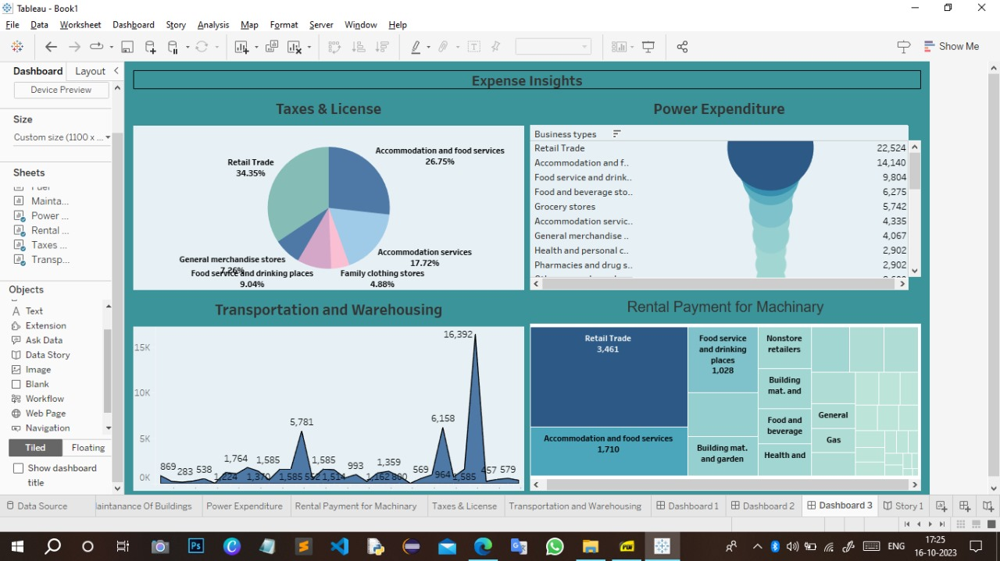 Tableau - Book1
File Data Worksheet Dashboard Story Analysis Map Format Server Window Help
Show Me
Dashboard Layout
Device Preview
Size
Custom size (1100 x ...
Sheets
Fuel
Mainta...
Power ...
Rental ...
Taxes ...
Transp...
Objects
Text
Extension
Ask Data
Data Story
Image
Blank
Workflow
Web Page
Navigation
Tiled Floating
Show dashboard
title
Expense Insights
Taxes & License
Accommodation and food services
26.75%
Retail Trade
34.35%
Accommodation services
17.72%
General merchandise stores
7.26%
Food service and drinking places
9.04%
Family clothing stores
4.88%
Power Expenditure
Business types
Retail Trade 22,524
Accommodation and f.. 14,140
Food service and drink.. 9,804
Food and beverage sto.. 6,275
Grocery stores 5,742
Accommodation servic.. 4,335
General merchandise .. 4,067
Health and personal c.. 2,902
Pharmacies and drug s.. 2,902
Transportation and Warehousing
15K
10K
5K
0K
16,392
5,781
6,158
869 283 538 1,224 1,764 1,370 1,585 1,585 552 1,585 1,514 993 1,162 1,359 800 569 964 1,585 457 579
Rental Payment for Machinary
Retail Trade
3,461
Accommodation and food services
1,710
Food service
and drinking
places
1,028
Building mat.
and garden
Nonstore
retailers
Building
mat. and
Food and
beverage
Health and
General
Gas
Data Source aintanance Of Buildings Power Expenditure Rental Payment for Machinary Taxes & License Transportation and Warehousing Dashboard 1 Dashboard 2 Dashboard 3 Story 1
Ps
PDF
ENG
17:25
16-10-2023